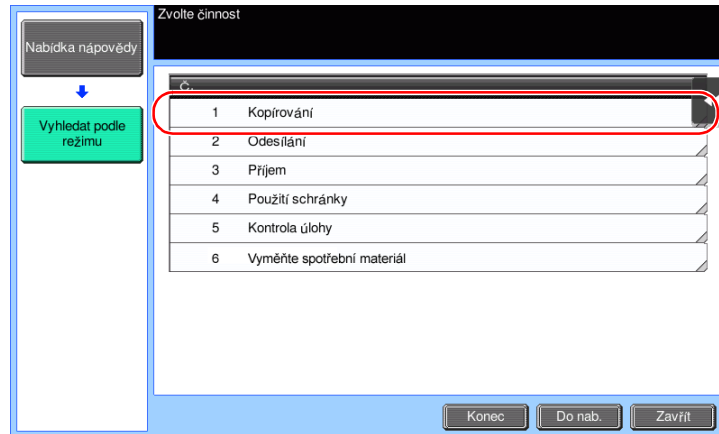 Zvolte činnost
Nabídka nápovědy
Vyhledat podle
režimu
Č.
1 Kopírování
2 Odesílání
3 Příjem
4 Použití schránky
5 Kontrola úlohy
6 Vyměňte spotřební materiál
Konec Do nab. Zavřít